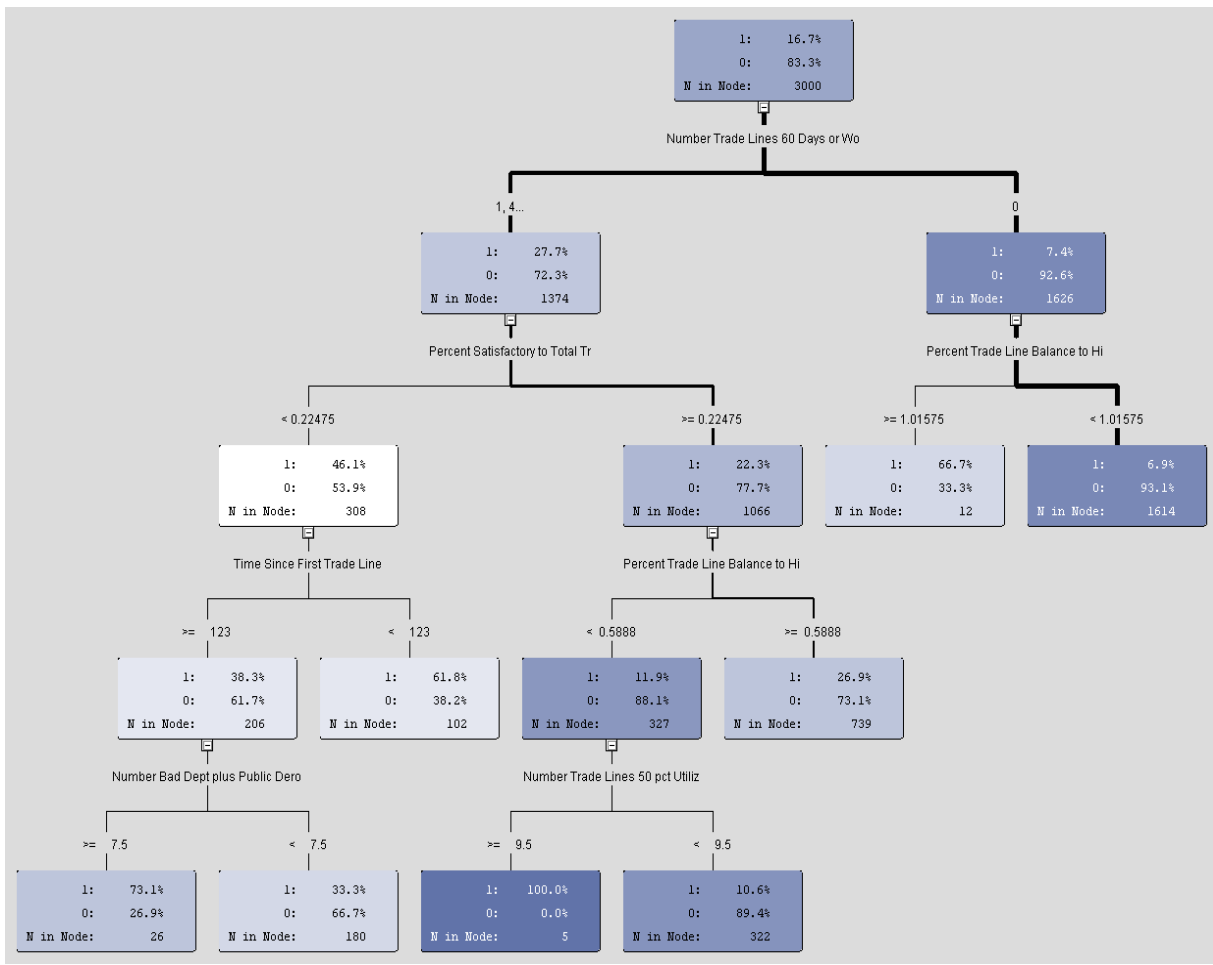 1: 16.7%
0: 83.3%
N in Node: 3000
Number Trade Lines 60 Days or Wo
1, 4...
0
1: 27.7%
0: 72.3%
N in Node: 1374
1: 7.4%
0: 92.6%
N in Node: 1626
Percent Satisfactory to Total Tr
Percent Trade Line Balance to Hi
< 0.22475
>= 0.22475
>= 1.01575
< 1.01575
1: 46.1%
0: 53.9%
N in Node: 308
1: 22.3%
0: 77.7%
N in Node: 1066
1: 66.7%
0: 33.3%
N in Node: 12
1: 6.9%
0: 93.1%
N in Node: 1614
Time Since First Trade Line
Percent Trade Line Balance to Hi
>= 123
< 123
< 0.5888
>= 0.5888
1: 38.3%
0: 61.7%
N in Node: 206
1: 61.8%
0: 38.2%
N in Node: 102
1: 11.9%
0: 88.1%
N in Node: 327
1: 26.9%
0: 73.1%
N in Node: 739
Number Bad Dept plus Public Dero
Number Trade Lines 50 pct Utiliz
>= 7.5
< 7.5
>= 9.5
< 9.5
1: 73.1%
0: 26.9%
N in Node: 26
1: 33.3%
0: 66.7%
N in Node: 180
1: 100.0%
0: 0.0%
N in Node: 5
1: 10.6%
0: 89.4%
N in Node: 322